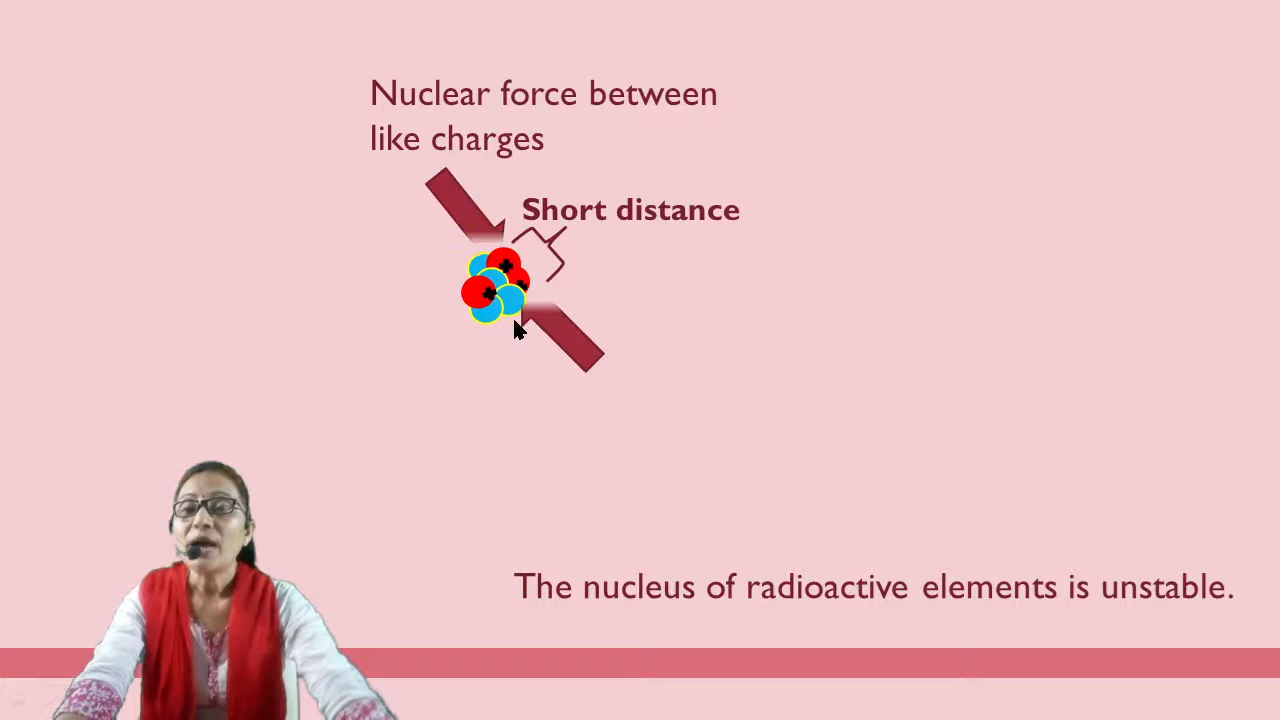 Nuclear force between
like charges
Short distance
The nucleus of radioactive elements is unstable.